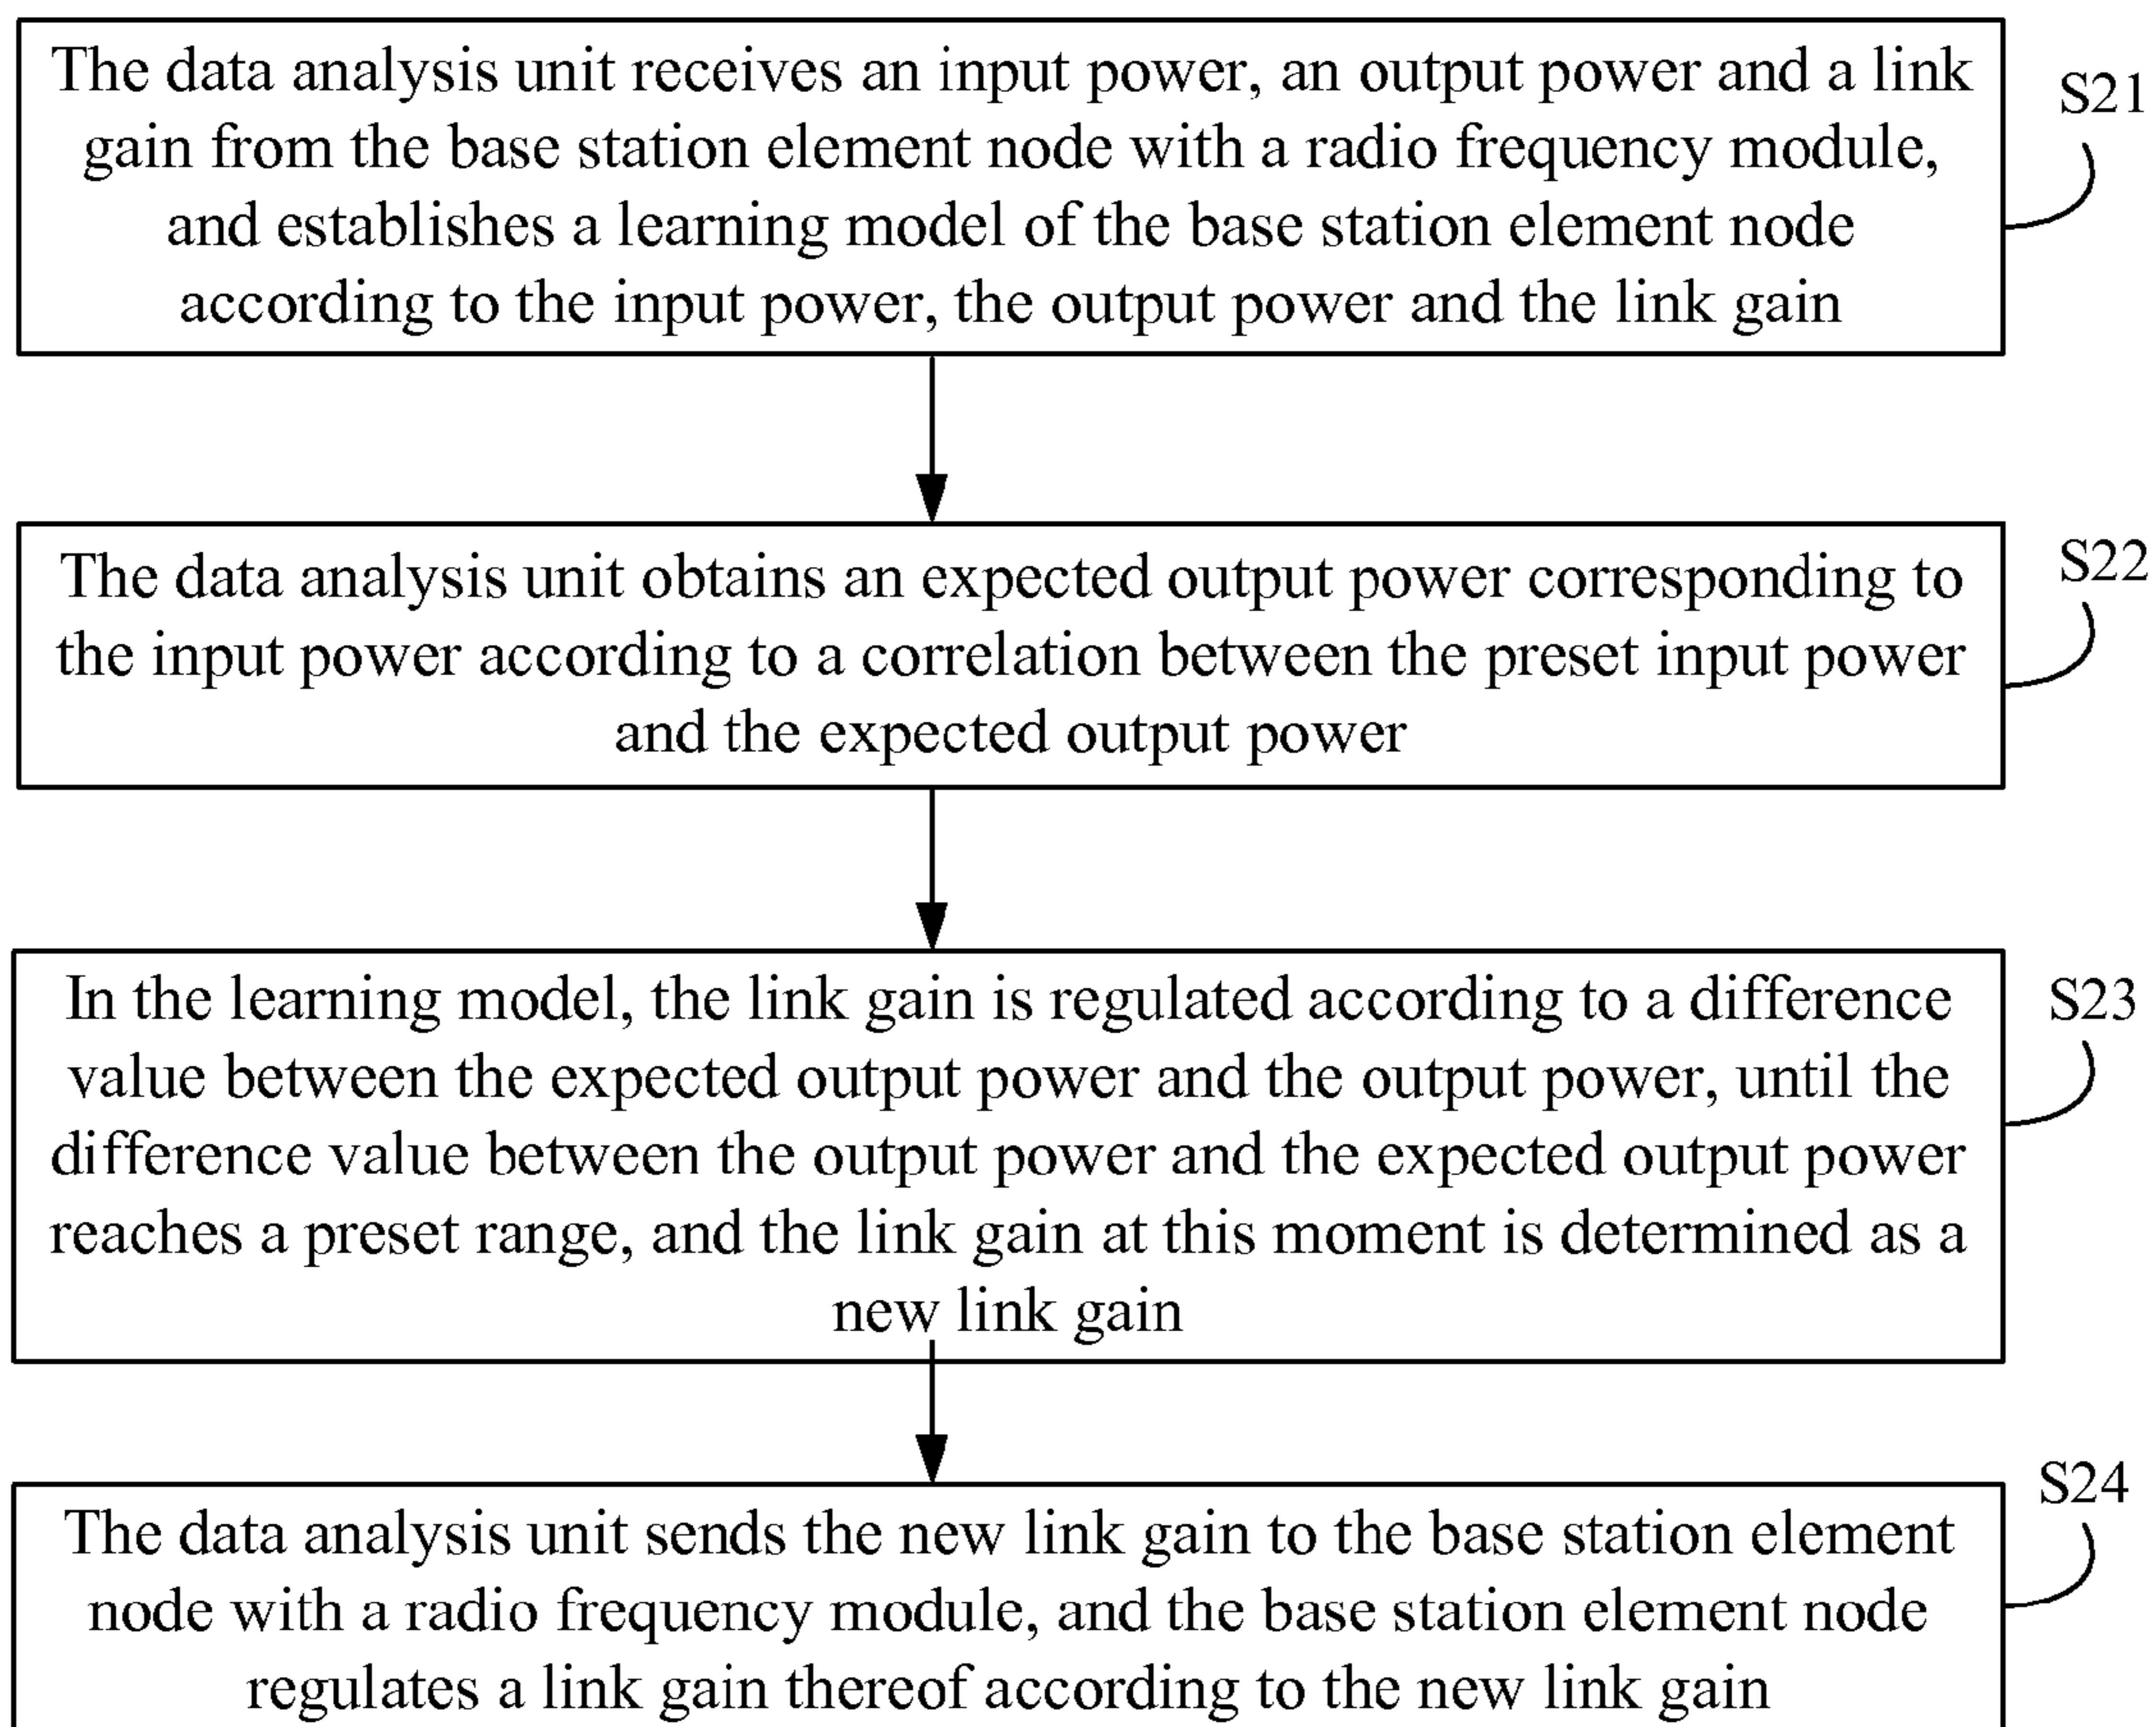 The data analysis unit receives an input power, an output power and a link
gain from the base station element node with a radio frequency module,
and establishes a learning model of the base station element node
according to the input power, the output power and the link gain
S21
The data analysis unit obtains an expected output power corresponding to
the input power according to a correlation between the preset input power
and the expected output power
S22
In the learning model, the link gain is regulated according to a difference
value between the expected output power and the output power, until the
difference value between the output power and the expected output power
reaches a preset range, and the link gain at this moment is determined as a
new link gain
S23
The data analysis unit sends the new link gain to the base station element
node with a radio frequency module, and the base station element node
regulates a link gain thereof according to the new link gain
S24